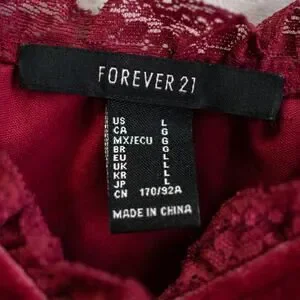 FOREVER 21
US L
CA G
MX/ECU G
BR G
EU L
UK L
KR L
JP L
CN 170/92A
MADE IN CHINA